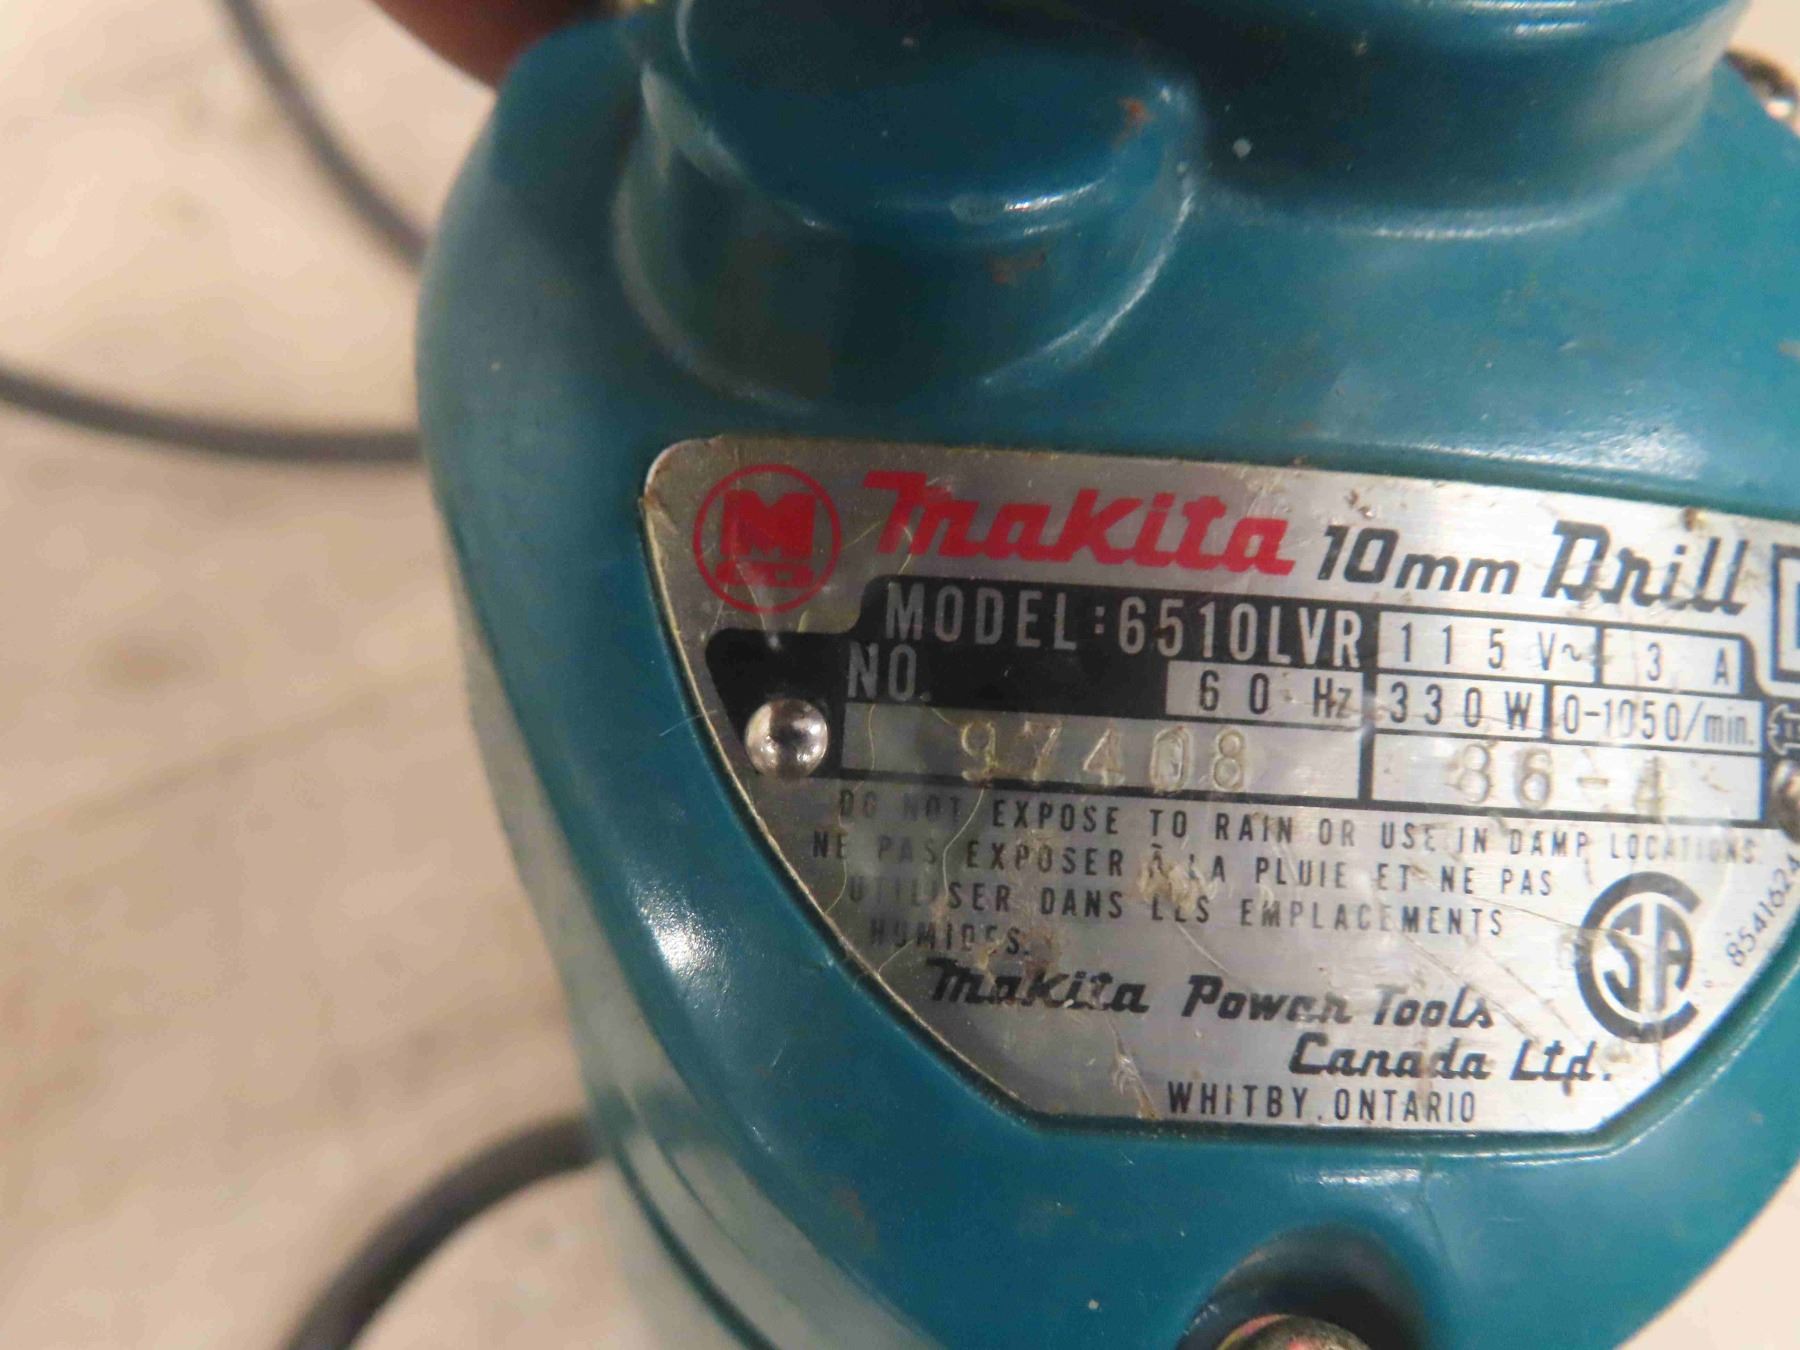 M
Makita 10mm Drill
MODEL:6510LVR 115 V~ 3 A
NO. 60 Hz 330W 0-1050/min.
97408 86-4
DO NOT EXPOSE TO RAIN OR USE IN DAMP LOCATIONS
NE PAS EXPOSER À LA PLUIE ET NE PAS
UTILISER DANS LES EMPLACEMENTS
HUMIDES.
Makita Power Tools
Canada Ltd.
WHITBY. ONTARIO
CSA
8541624